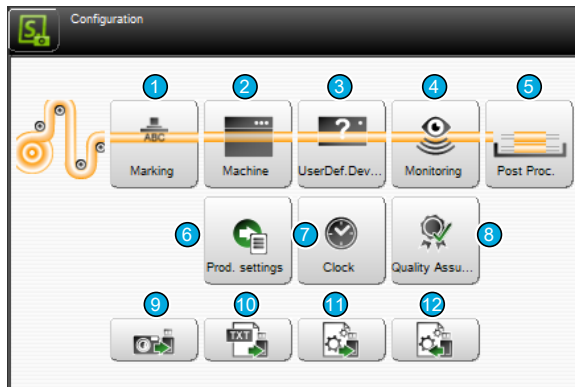 Configuration
1 2 3 4 5
ABC ?
Marking Machine UserDef.Dev... Monitoring Post Proc.
6 7 8
Prod. settings Clock Quality Assu...
9 10 11 12
TXT